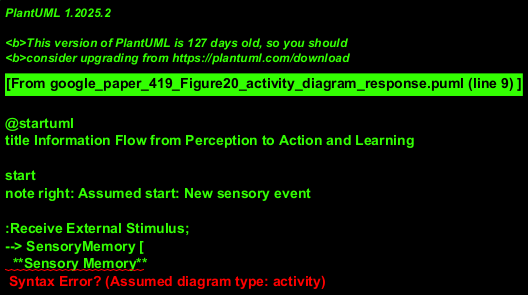 PlantUML 1.2025.2
<b>This version of PlantUML is 127 days old, so you should
<b>consider upgrading from https://plantuml.com/download
[From google_paper_419_Figure20_activity_diagram_response.puml (line 9) ]
@startuml
title Information Flow from Perception to Action and Learning
start
note right: Assumed start: New sensory event
:Receive External Stimulus;
--> SensoryMemory [
**Sensory Memory**
Syntax Error? (Assumed diagram type: activity)